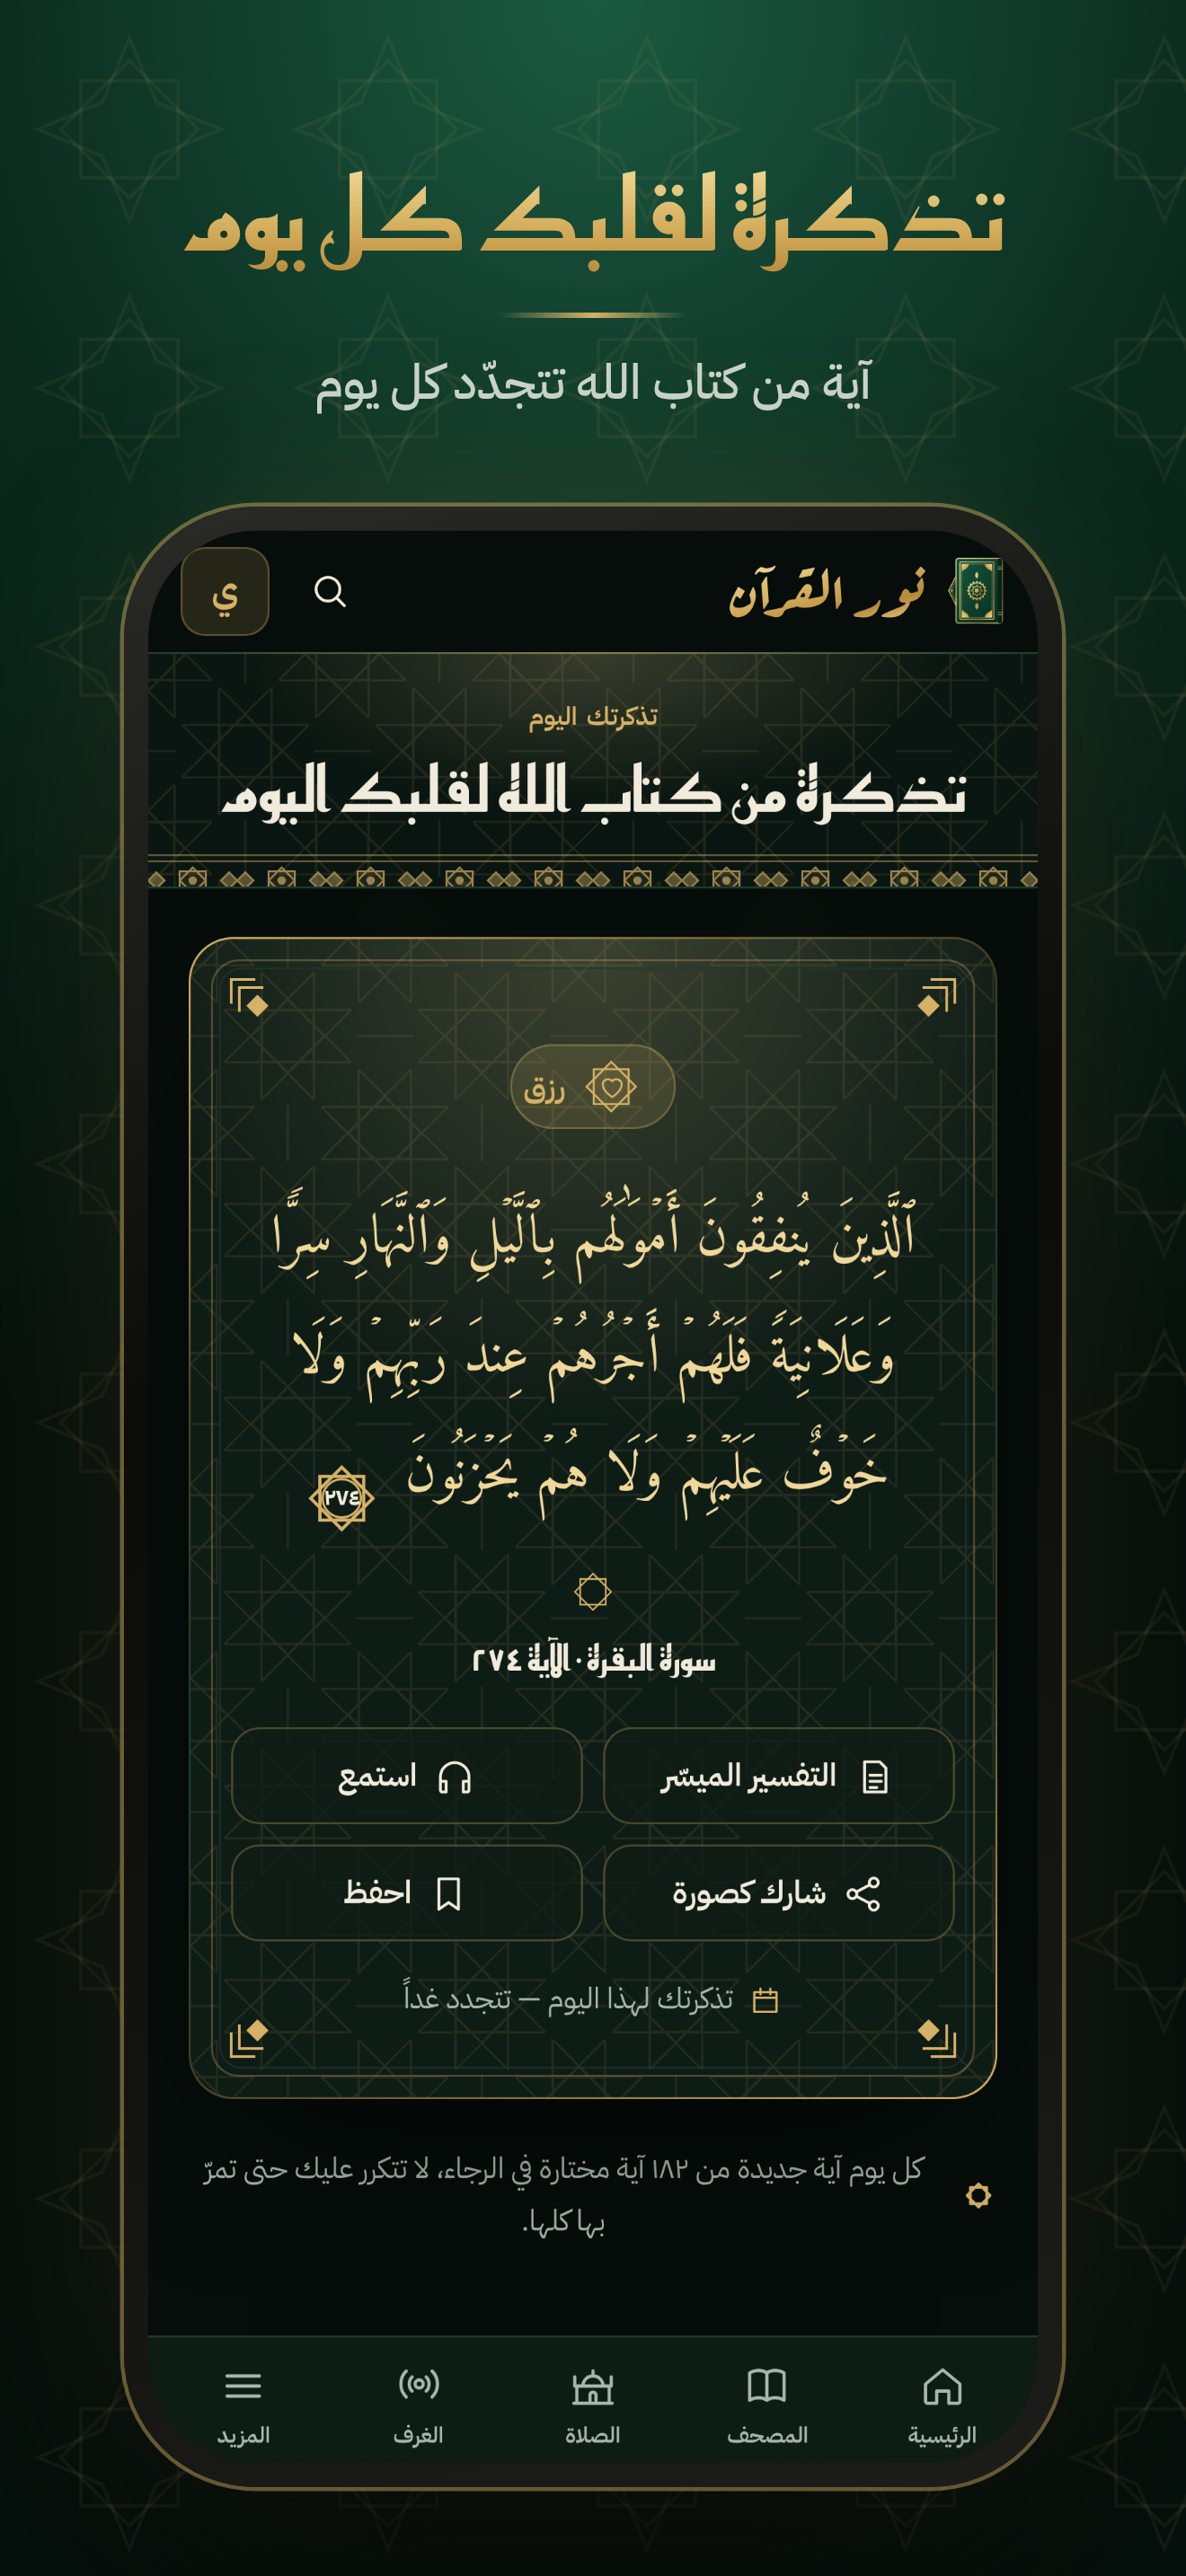 تذكرة لقلبك كل يوم
آية من كتاب الله تتجدّد كل يوم
نور القرآن
ي
تذكرتك اليوم
تذكرة من كتاب الله لقلبك اليوم
رزق
ٱلَّذِينَ يُنفِقُونَ أَمۡوَٰلَهُم بِٱلَّيۡلِ وَٱلنَّهَارِ سِرّٗا
وَعَلَانِيَةٗ فَلَهُمۡ أَجۡرُهُمۡ عِندَ رَبِّهِمۡ وَلَا
خَوۡفٌ عَلَيۡهِمۡ وَلَا هُمۡ يَحۡزَنُونَ ٢٧٤
سورة البقرة · الآية ٢٧٤
التفسير الميسّر
استمع
شارك كصورة
احفظ
تذكرتك لهذا اليوم — تتجدد غداً
كل يوم آية جديدة من ١٨٢ آية مختارة في الرجاء، لا تتكرر عليك حتى تمرّ
بها كلها.
الرئيسية
المصحف
الصلاة
الغرف
المزيد